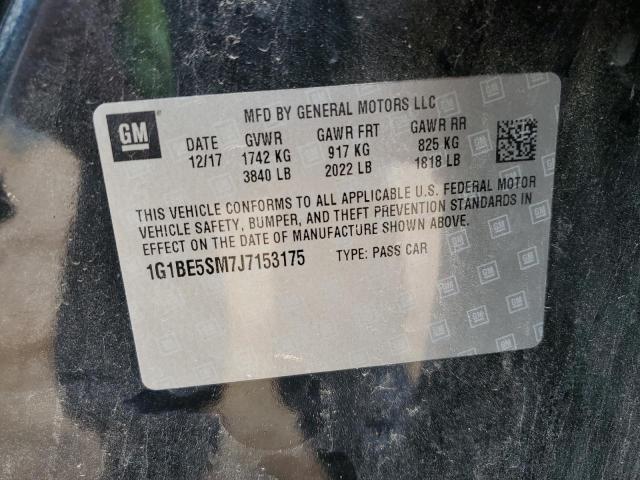 GM
MFD BY GENERAL MOTORS LLC
DATE GVWR GAWR FRT GAWR RR
12/17 1742 KG 917 KG 825 KG
3840 LB 2022 LB 1818 LB
THIS VEHICLE CONFORMS TO ALL APPLICABLE U.S. FEDERAL MOTOR
VEHICLE SAFETY, BUMPER, AND THEFT PREVENTION STANDARDS IN
EFFECT ON THE DATE OF MANUFACTURE SHOWN ABOVE.
1G1BE5SM7J7153175 TYPE: PASS CAR